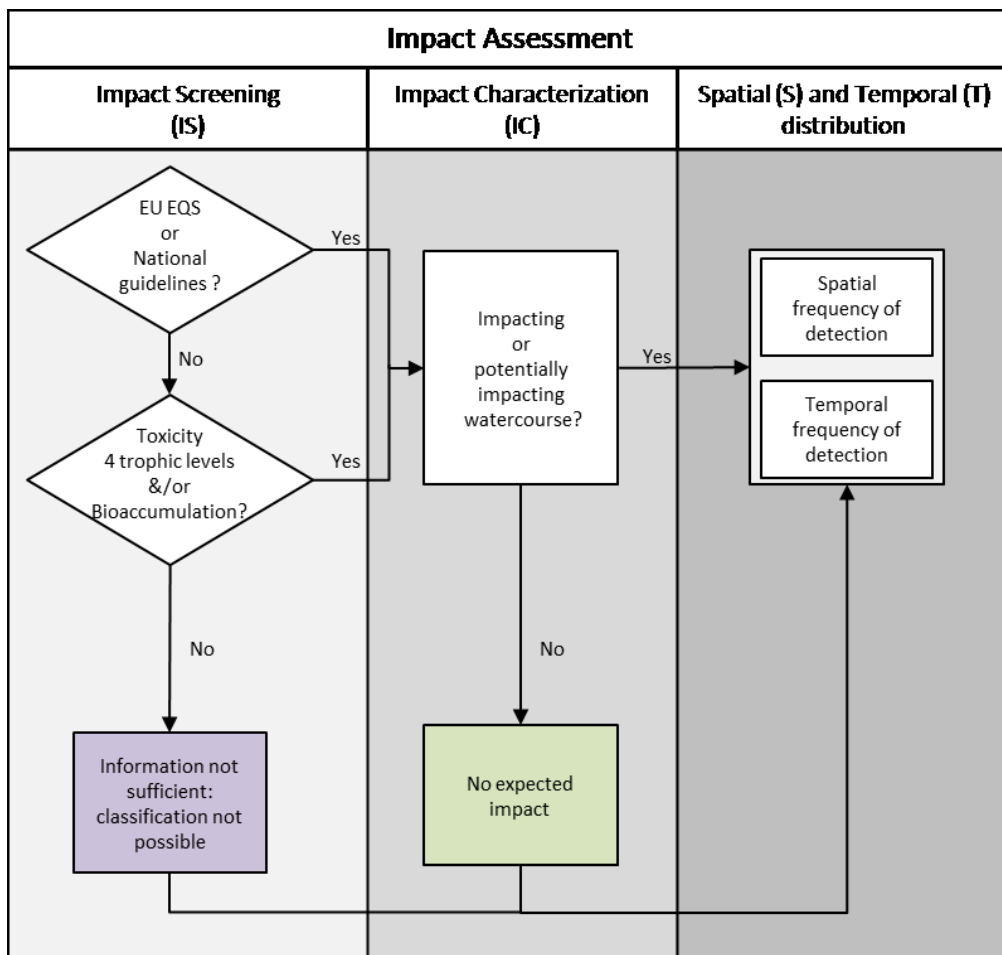 Impact Assessment
Impact Screening
(IS)
Impact Characterization
(IC)
Spatial (S) and Temporal (T)
distribution
EU EQS
or
National
guidelines ?
Yes
No
Toxicity
4 trophic levels
&/or
Bioaccumulation?
Yes
No
Information not
sufficient:
classification not
possible
Impacting
or
potentially
impacting
watercourse?
Yes
No
No expected
impact
Spatial
frequency of
detection
Temporal
frequency of
detection